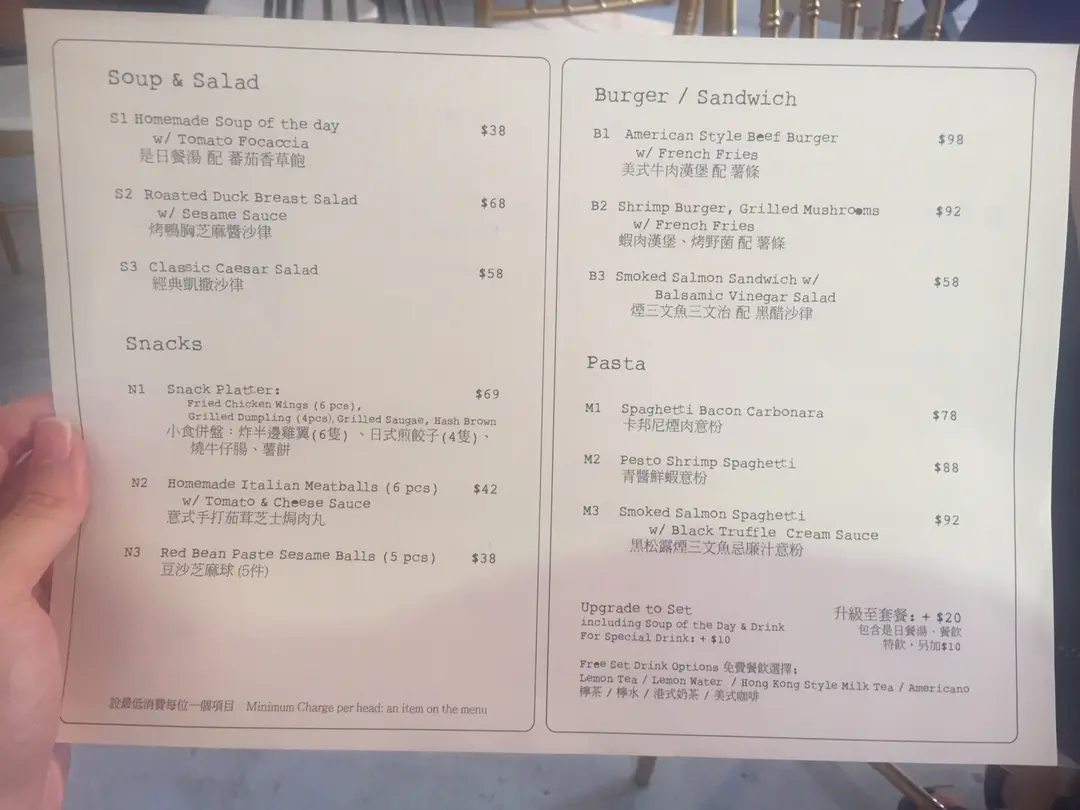 Soup & Salad
S1 Homemade Soup of the day $38
w/ Tomato Focaccia
是日餐湯 配 蕃茄香草飽
S2 Roasted Duck Breast Salad $68
w/ Sesame Sauce
烤鴨胸芝麻醬沙律
S3 Classic Caesar Salad $58
經典凱撒沙律
Snacks
N1 Snack Platter: $69
Fried Chicken Wings (6 pcs),
Grilled Dumpling (4pcs), Grilled Saugae, Hash Brown
小食併盤：炸半邊雞翼(6隻) 、日式煎餃子(4隻)、
燒牛仔腸、薯餅
N2 Homemade Italian Meatballs (6 pcs) $42
w/ Tomato & Cheese Sauce
意式手打茄茸芝士焗肉丸
N3 Red Bean Paste Sesame Balls (5 pcs) $38
豆沙芝麻球 (5件)
設最低消費每位一個項目 Minimum Charge per head: an item on the menu
Burger / Sandwich
B1 American Style Beef Burger $98
w/ French Fries
美式牛肉漢堡 配 薯條
B2 Shrimp Burger, Grilled Mushrooms $92
w/ French Fries
蝦肉漢堡、烤野菌 配 薯條
B3 Smoked Salmon Sandwich w/ $58
Balsamic Vinegar Salad
煙三文魚三文治 配 黑醋沙律
Pasta
M1 Spaghetti Bacon Carbonara $78
卡邦尼煙肉意粉
M2 Pesto Shrimp Spaghetti $88
青醬鮮蝦意粉
M3 Smoked Salmon Spaghetti $92
w/ Black Truffle Cream Sauce
黑松露煙三文魚忌廉汁意粉
Upgrade to Set 升級至套餐: + $20
including Soup of the Day & Drink 包含是日餐湯、餐飲
For Special Drink: + $10 特飲，另加$10
Free Set Drink Options 免費餐飲選擇:
Lemon Tea / Lemon Water / Hong Kong Style Milk Tea / Americano
檸茶 / 檸水 / 港式奶茶 / 美式咖啡